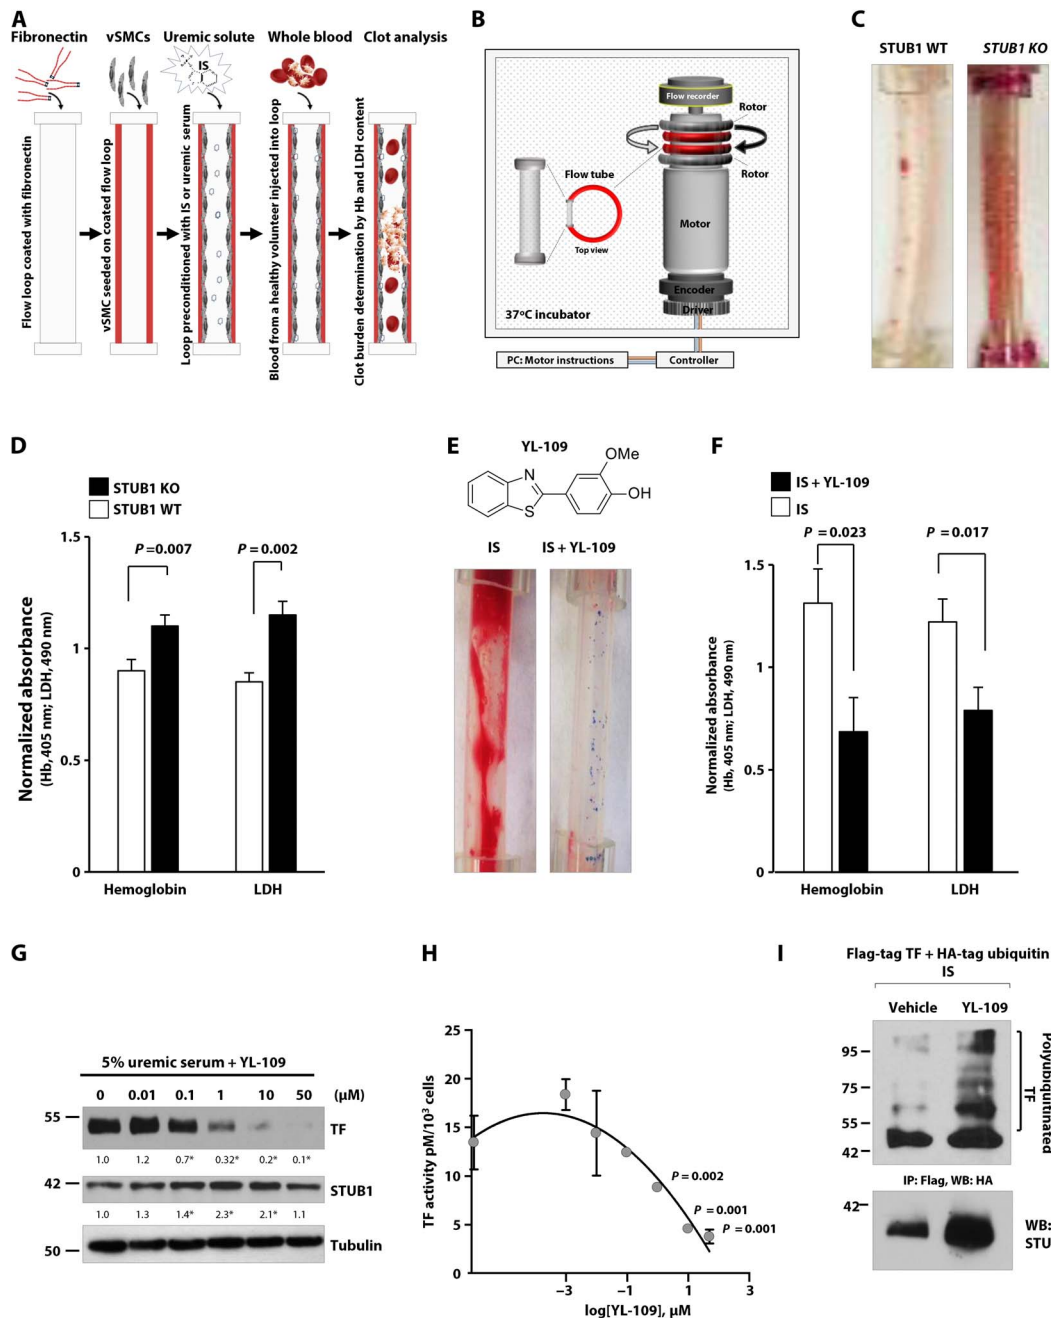 A
Fibronectin
vSMCs
Uremic solute
Whole blood
Clot analysis
IS
Flow loop coated with fibronectin
vSMC seeded on coated flow loop
Loop preconditioned with IS or uremic serum
Blood from a healthy volunteer injected into loop
Clot burden determination by Hb and LDH content
B
Flow recorder
Rotor
Rotor
Flow tube
Top view
Motor
Encoder
Driver
37ºC incubator
PC: Motor instructions
Controller
C
STUB1 WT
STUB1 KO
D
STUB1 KO
STUB1 WT
Normalized absorbance
(Hb, 405 nm; LDH, 490 nm)
1.5
1
0.5
0
P = 0.007
P = 0.002
Hemoglobin
LDH
E
YL-109
N
S
OMe
OH
IS
IS + YL-109
F
IS + YL-109
IS
Normalized absorbance
(Hb, 405 nm; LDH, 490 nm)
1.5
1
0.5
0
P = 0.023
P = 0.017
Hemoglobin
LDH
G
5% uremic serum + YL-109
0 0.01 0.1 1 10 50 (μM)
55
TF
1.0 1.2 0.7* 0.32* 0.2* 0.1*
42
STUB1
1.0 1.3 1.4* 2.3* 2.1* 1.1
50
Tubulin
H
TF activity pM/10³ cells
25
20
15
10
5
0
P = 0.002
P = 0.001
P = 0.001
−3 −1 1 3
log[YL-109], μM
I
Flag-tag TF + HA-tag ubiquitin
IS
Vehicle YL-109
95
75
55
42
Polyubiquitinated
TF
IP: Flag, WB: HA
42
WB:
STU